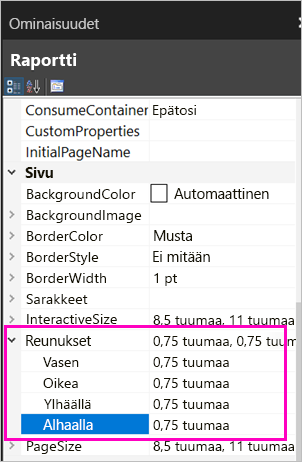 Ominaisuudet
Raportti
ConsumeContainer Epätosi
CustomProperties
InitialPageName
Sivu
BackgroundColor Automaattinen
BackgroundImage
BorderColor Musta
BorderStyle Ei mitään
BorderWidth 1 pt
Sarakkeet
InteractiveSize 8,5 tuumaa, 11 tuumaa
Reunukset 0,75 tuumaa, 0,75 tuum
Vasen 0,75 tuumaa
Oikea 0,75 tuumaa
Ylhäällä 0,75 tuumaa
Alhaalla 0,75 tuumaa
PageSize 8,5 tuumaa, 11 tuumaa